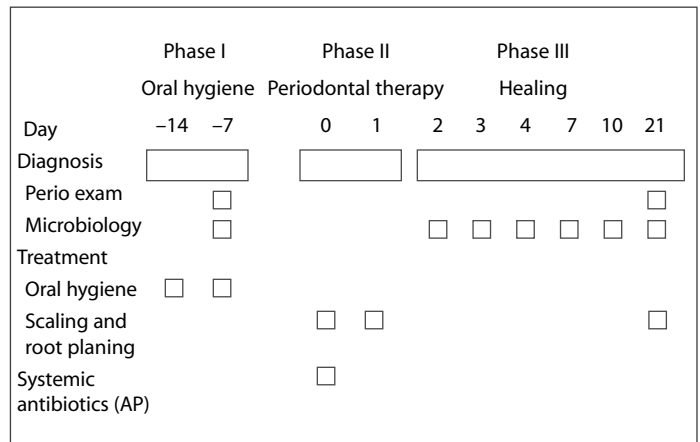 Phase I Phase II Phase III
Oral hygiene Periodontal therapy Healing
Day –14 –7 0 1 2 3 4 7 10 21
Diagnosis
Perio exam
Microbiology
Treatment
Oral hygiene
Scaling and
root planing
Systemic
antibiotics (AP)